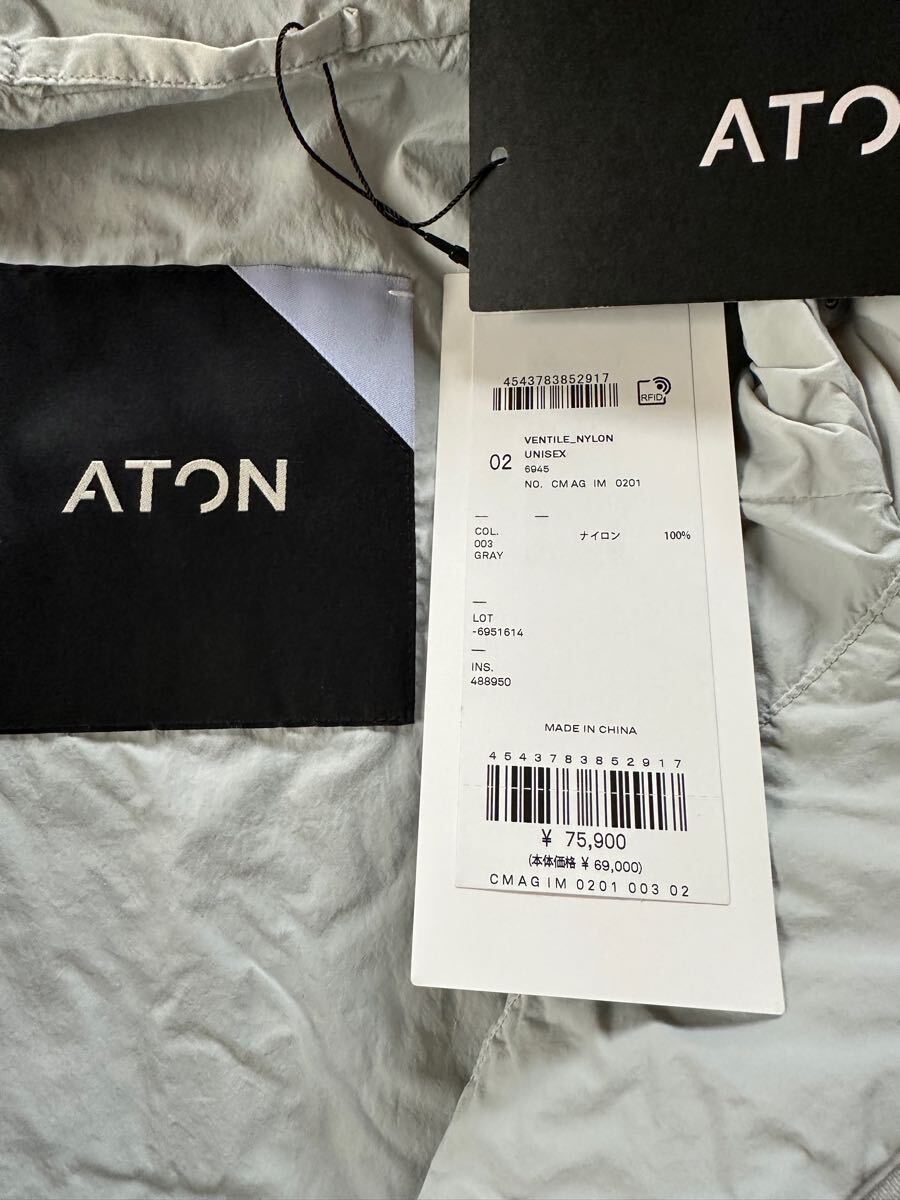 ATON
ATON
4543783852917
RFID
02
VENTILE_NYLON
UNISEX
6945
NO. CMAG IM 0201
COL.
003
GRAY
ナイロン 100%
LOT
-6951614
INS.
488950
MADE IN CHINA
4543783852917
¥ 75,900
(本体価格 ¥ 69,000)
CMAGIM 0201 003 02